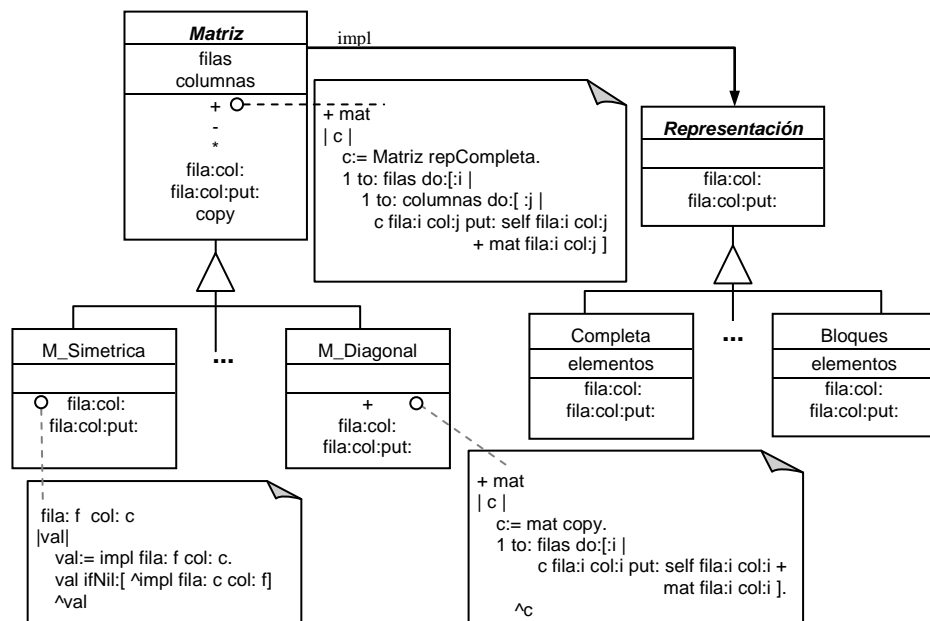 Matriz
filas
columnas
+
-
*
fila:col:
fila:col:put:
copy
impl
+ mat
| c |
c:= Matriz repCompleta.
1 to: filas do:[:i |
1 to: columnas do:[ :j |
c fila:i col:j put: self fila:i col:j
+ mat fila:i col:j ]
Representación
fila:col:
fila:col:put:
M_Simetrica
fila:col:
fila:col:put:
...
M_Diagonal
+
fila:col:
fila:col:put:
Completa
elementos
fila:col:
fila:col:put:
...
Bloques
elementos
fila:col:
fila:col:put:
fila: f col: c
|val|
val:= impl fila: f col: c.
val ifNil:[ ^impl fila: c col: f]
^val
+ mat
| c |
c:= mat copy.
1 to: filas do:[:i |
c fila:i col:i put: self fila:i col:i +
mat fila:i col:i ].
^c